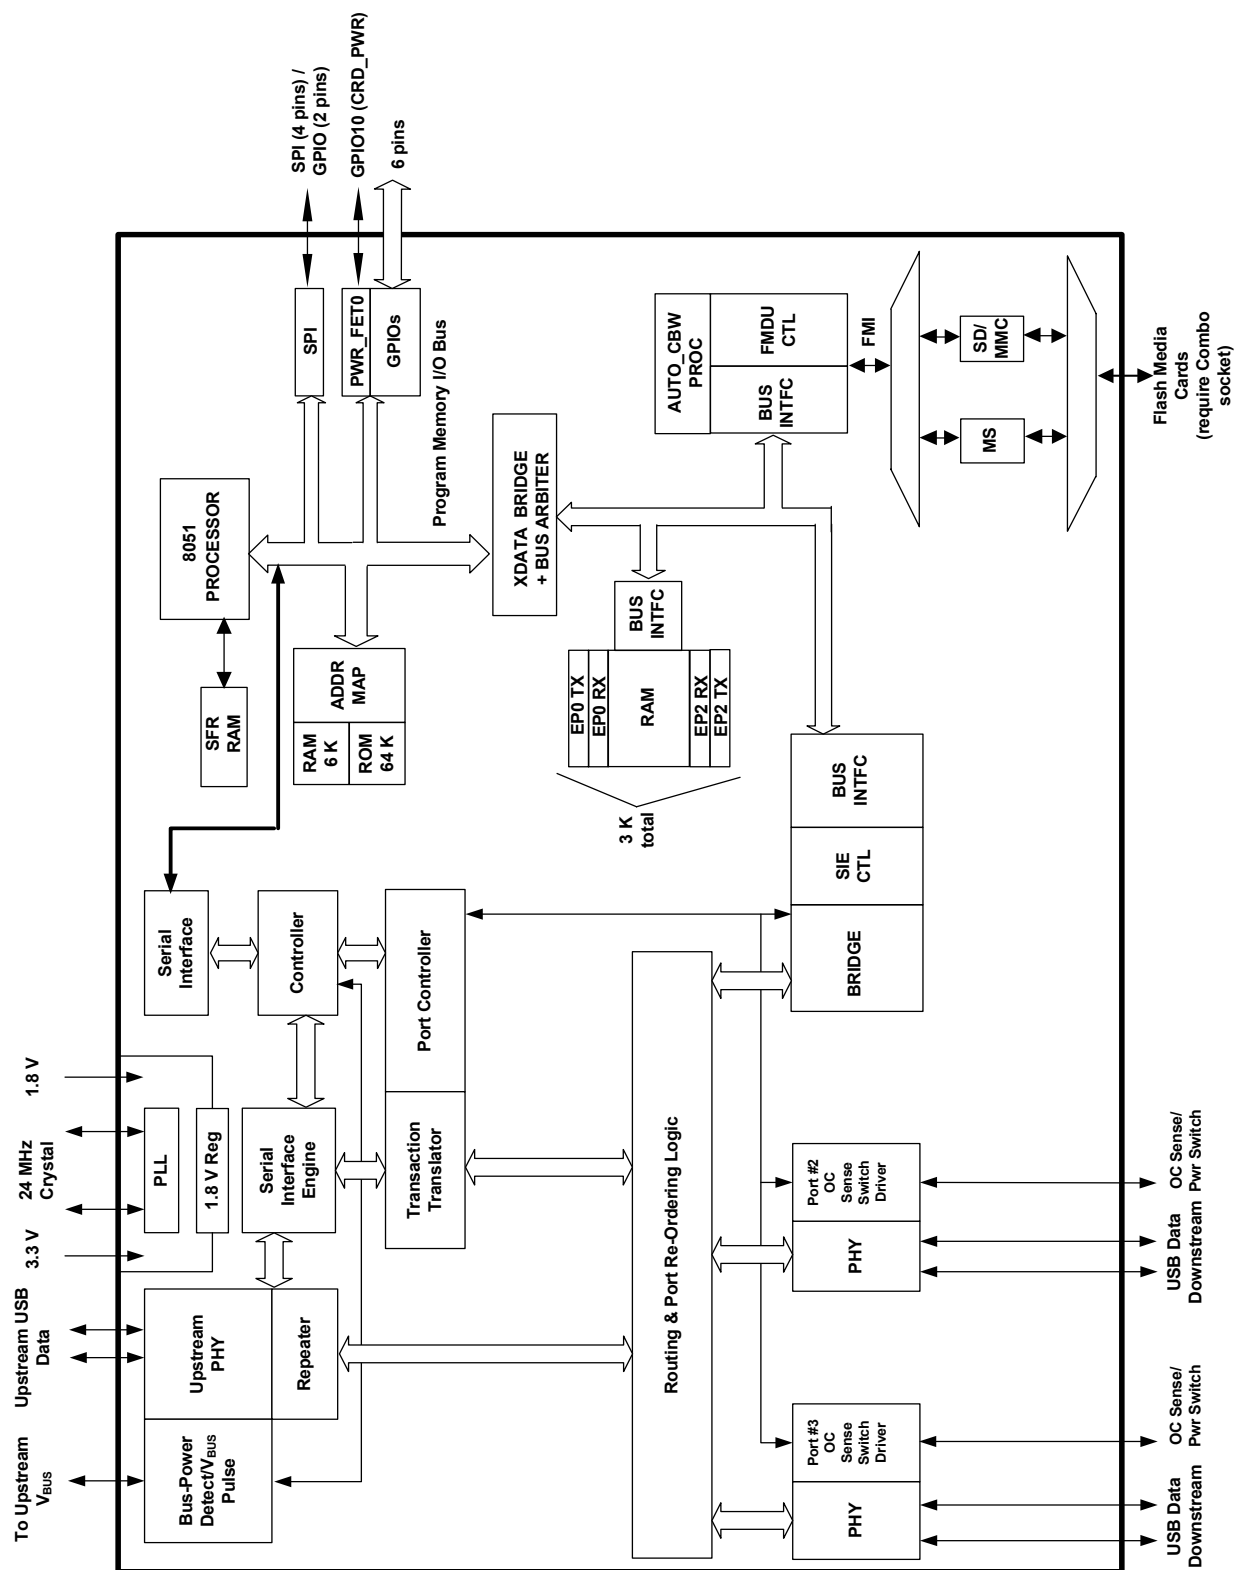 To Upstream
VBUS
Upstream USB
Data
3.3 V
24 MHz
Crystal
1.8 V
SPI (4 pins) /
GPIO (2 pins)
GPIO10 (CRD_PWR)
6 pins
Bus-Power
Detect/VBUS
Pulse
Upstream
PHY
Repeater
PLL
1.8 V Reg
Serial
Interface
Engine
Serial
Interface
Controller
Transaction
Translator
Port Controller
SFR
RAM
8051
PROCESSOR
SPI
PWR_FET0
GPIOs
RAM
6 K
ROM
64 K
ADDR
MAP
Program Memory I/O Bus
XDATA BRIDGE
+ BUS ARBITER
3 K
total
EP0 TX
EP0 RX
RAM
EP2 RX
EP2 TX
BUS
INTFC
AUTO_CBW
PROC
BUS
INTFC
FMDU
CTL
FMI
Routing & Port Re-Ordering Logic
BRIDGE
SIE
CTL
BUS
INTFC
MS
SD/
MMC
PHY
Port #3
OC
Sense
Switch
Driver
PHY
Port #2
OC
Sense
Switch
Driver
USB Data
Downstream
OC Sense/
Pwr Switch
USB Data
Downstream
OC Sense/
Pwr Switch
Flash Media
Cards
(require Combo
socket)